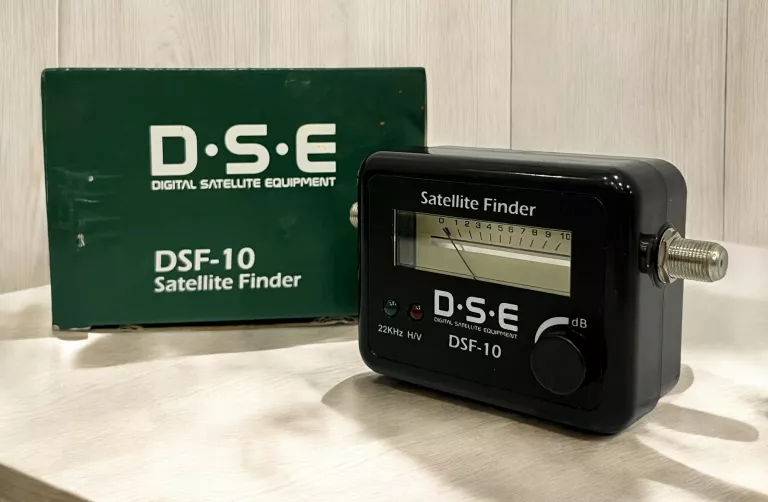 D·S·E
DIGITAL SATELLITE EQUIPMENT
DSF-10
Satellite Finder
Satellite Finder
0 1 2 3 4 5 6 7 8 9 10
D·S·E
DIGITAL SATELLITE EQUIPMENT
DSF-10
22KHz H/V
dB